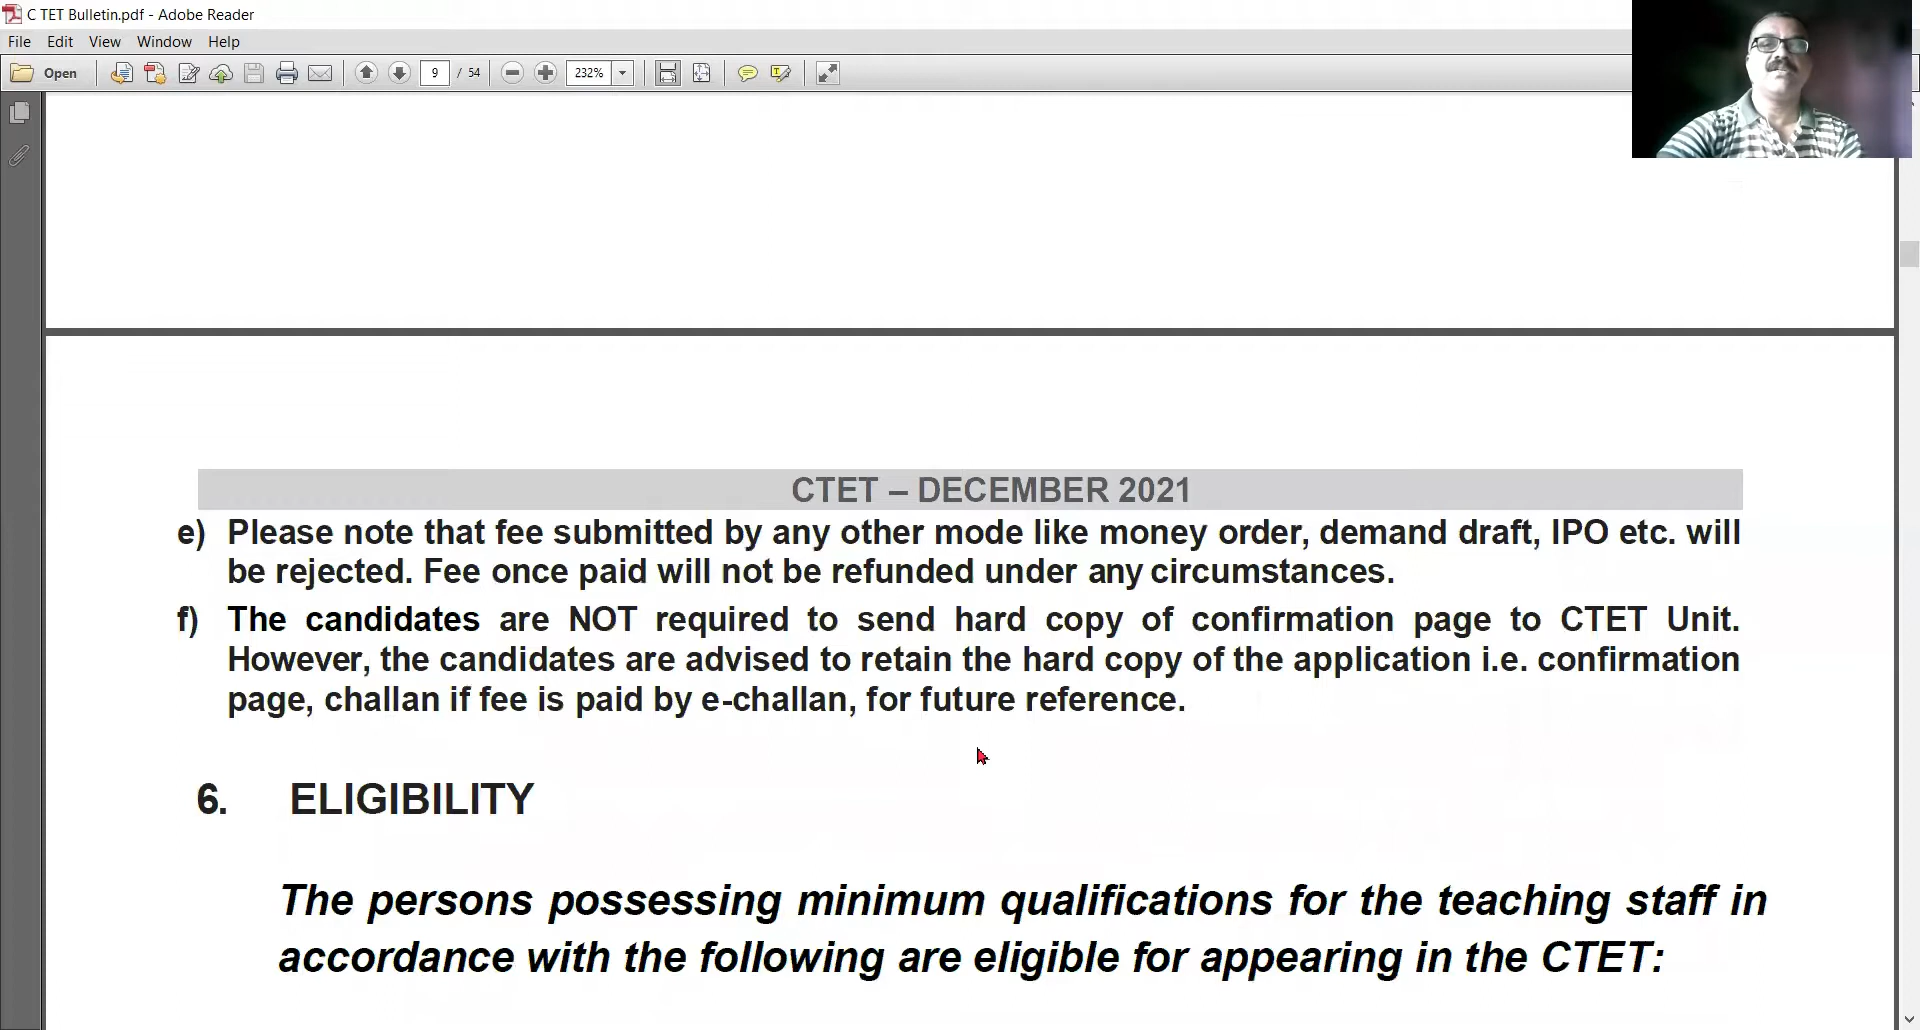 C TET Bulletin.pdf - Adobe Reader
File Edit View Window Help
Open 9 / 54 232%
CTET – DECEMBER 2021
e) Please note that fee submitted by any other mode like money order, demand draft, IPO etc. will
be rejected. Fee once paid will not be refunded under any circumstances.
f) The candidates are NOT required to send hard copy of confirmation page to CTET Unit.
However, the candidates are advised to retain the hard copy of the application i.e. confirmation
page, challan if fee is paid by e-challan, for future reference.
6. ELIGIBILITY
The persons possessing minimum qualifications for the teaching staff in
accordance with the following are eligible for appearing in the CTET: